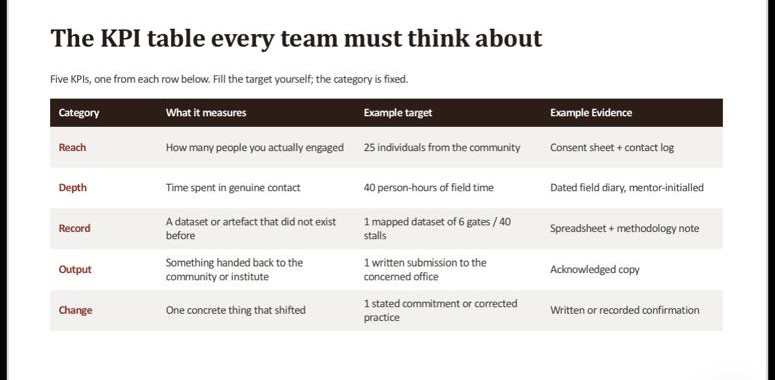 The KPI table every team must think about
Five KPIs, one from each row below. Fill the target yourself; the category is fixed.
Category What it measures Example target Example Evidence
Reach How many people you actually engaged 25 individuals from the community Consent sheet + contact log
Depth Time spent in genuine contact 40 person-hours of field time Dated field diary, mentor-initialled
Record A dataset or artefact that did not exist before 1 mapped dataset of 6 gates / 40 stalls Spreadsheet + methodology note
Output Something handed back to the community or institute 1 written submission to the concerned office Acknowledged copy
Change One concrete thing that shifted 1 stated commitment or corrected practice Written or recorded confirmation